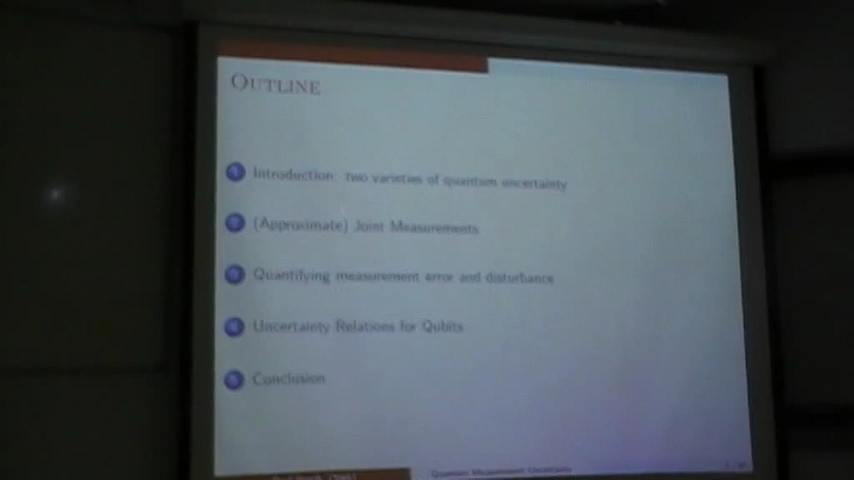 OUTLINE
1 Introduction: two varieties of quantum uncertainty
2 (Approximate) Joint Measurements
3 Quantifying measurement error and disturbance
4 Uncertainty Relations for Qubits
5 Conclusion
Quantum Measurement Uncertainty